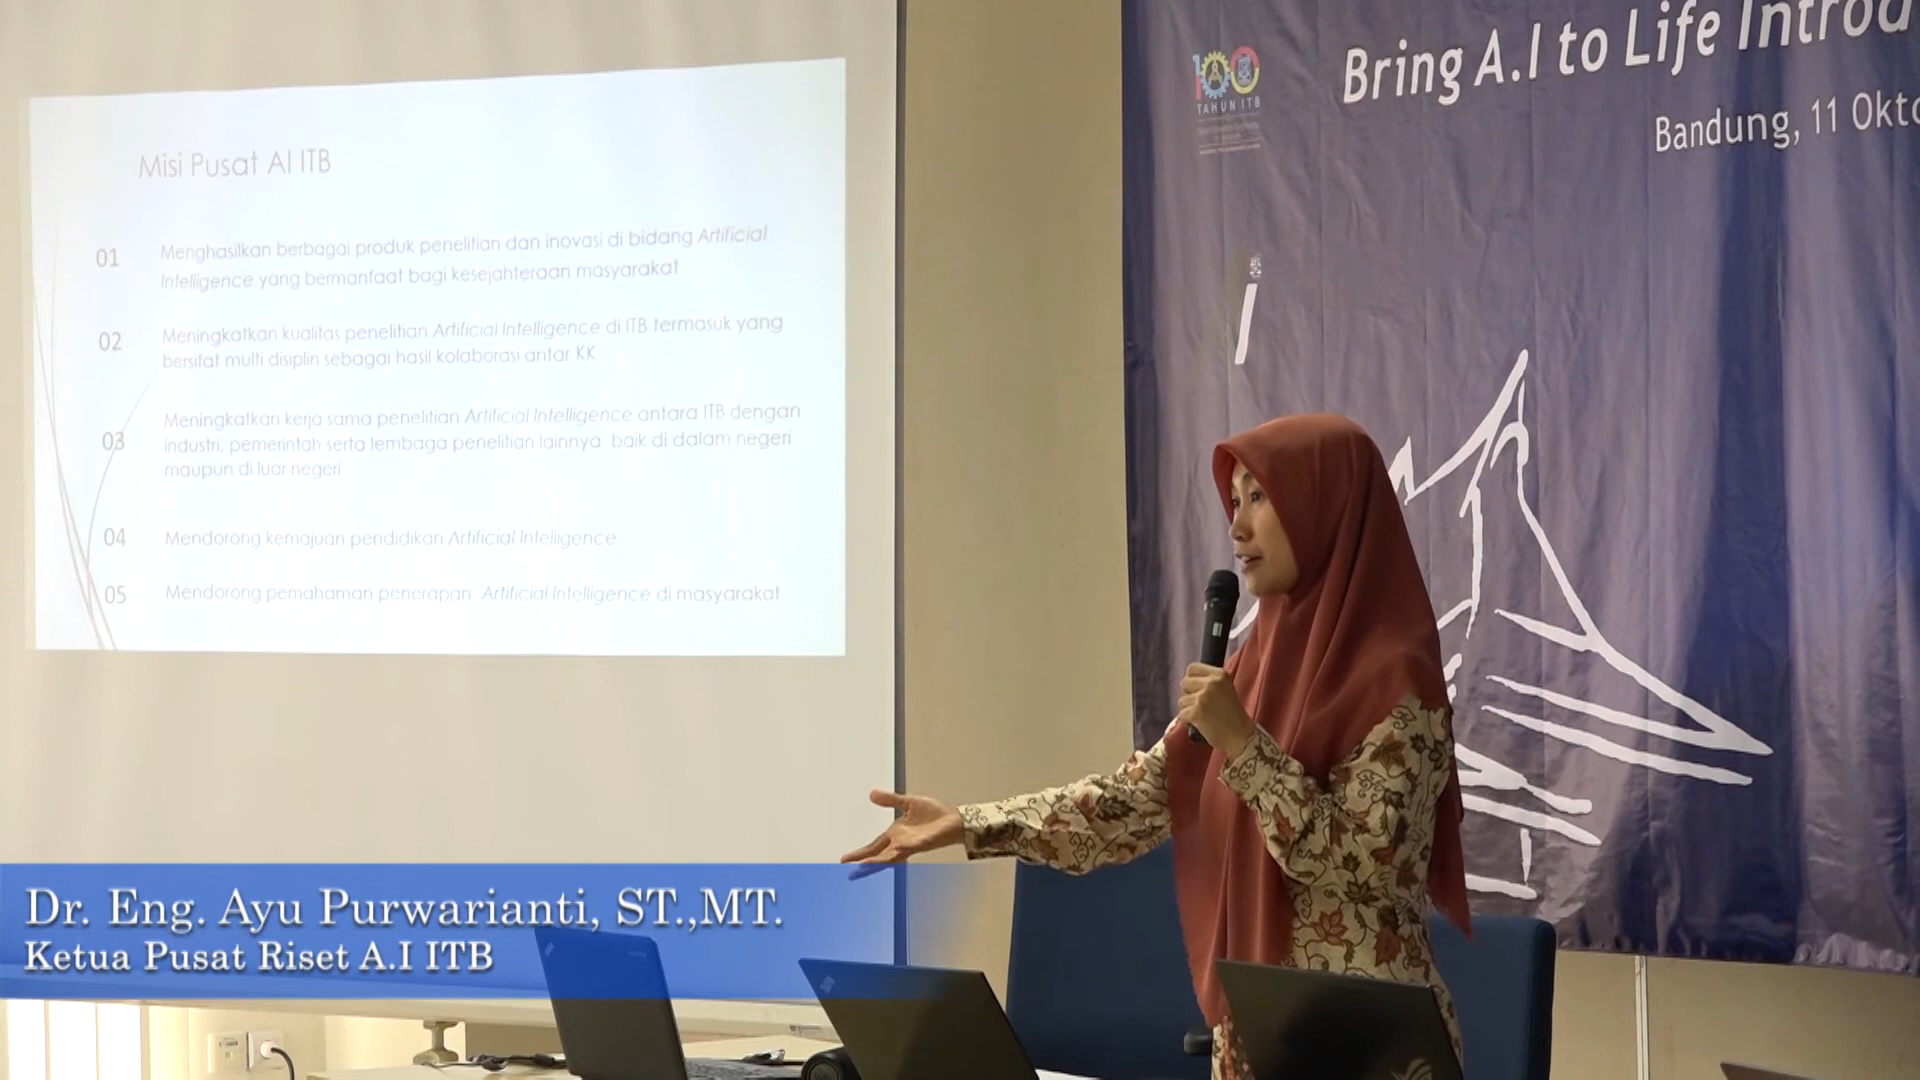 Misi Pusat AI ITB
01
Menghasilkan berbagai produk penelitian dan inovasi di bidang Artificial
Intelligence yang bermanfaat bagi kesejahteraan masyarakat
02
Meningkatkan kualitas penelitian Artificial Intelligence di ITB termasuk yang
bersifat multi disiplin sebagai hasil kolaborasi antar KK
03
Meningkatkan kerja sama penelitian Artificial Intelligence antara ITB dengan
industri, pemerintah serta lembaga penelitian lainnya baik di dalam negeri
maupun di luar negeri
04
Mendorong kemajuan pendidikan Artificial Intelligence
05
Mendorong pemahaman penerapan Artificial Intelligence di masyarakat
Bring A.I to Life Introd
Bandung, 11 Okto
100
TAHUN ITB
i
Dr. Eng. Ayu Purwarianti, ST.,MT.
Ketua Pusat Riset A.I ITB